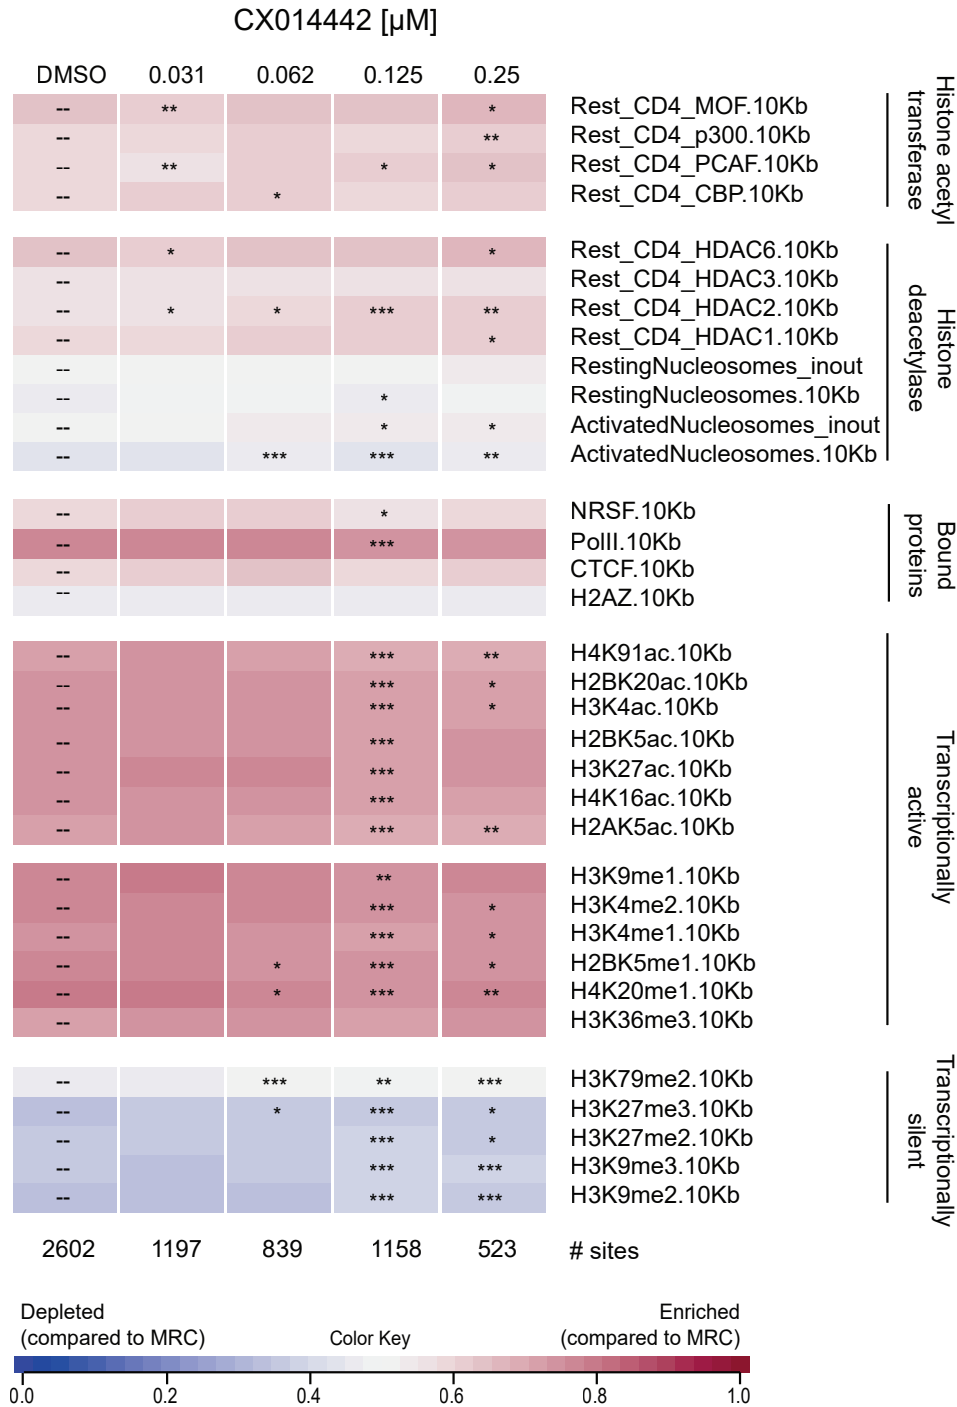 CX014442 [µM]
DMSO 0.031 0.062 0.125 0.25
-- ** * Rest_CD4_MOF.10Kb
-- ** Rest_CD4_p300.10Kb
-- ** * * Rest_CD4_PCAF.10Kb
-- * Rest_CD4_CBP.10Kb
Histone acetyl
transferase
-- * * Rest_CD4_HDAC6.10Kb
-- Rest_CD4_HDAC3.10Kb
-- * * *** ** Rest_CD4_HDAC2.10Kb
-- * Rest_CD4_HDAC1.10Kb
-- RestingNucleosomes_inout
-- * RestingNucleosomes.10Kb
-- * * ActivatedNucleosomes_inout
-- *** *** ** ActivatedNucleosomes.10Kb
Histone
deacetylase
-- * NRSF.10Kb
-- *** PolII.10Kb
-- CTCF.10Kb
-- H2AZ.10Kb
Bound
proteins
-- *** ** H4K91ac.10Kb
-- *** * H2BK20ac.10Kb
-- *** * H3K4ac.10Kb
-- *** H2BK5ac.10Kb
-- *** H3K27ac.10Kb
-- *** H4K16ac.10Kb
-- *** ** H2AK5ac.10Kb
-- ** H3K9me1.10Kb
-- *** * H3K4me2.10Kb
-- *** * H3K4me1.10Kb
-- * *** * H2BK5me1.10Kb
-- * *** ** H4K20me1.10Kb
-- H3K36me3.10Kb
Transcriptionally
active
-- *** ** *** H3K79me2.10Kb
-- * *** * H3K27me3.10Kb
-- *** * H3K27me2.10Kb
-- *** *** H3K9me3.10Kb
-- *** *** H3K9me2.10Kb
Transcriptionally
silent
2602 1197 839 1158 523 # sites
Depleted
(compared to MRC)
Color Key
Enriched
(compared to MRC)
0.0 0.2 0.4 0.6 0.8 1.0